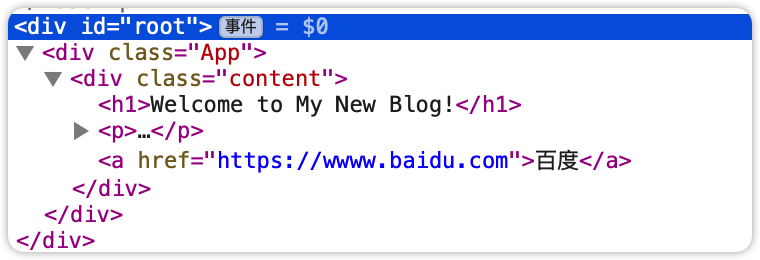 <div id="root"> 事件 = $0
▼ <div class="App">
▼ <div class="content">
<h1>Welcome to My New Blog!</h1>
▶ <p>…</p>
<a href="https://wwww.baidu.com">百度</a>
</div>
</div>
</div>